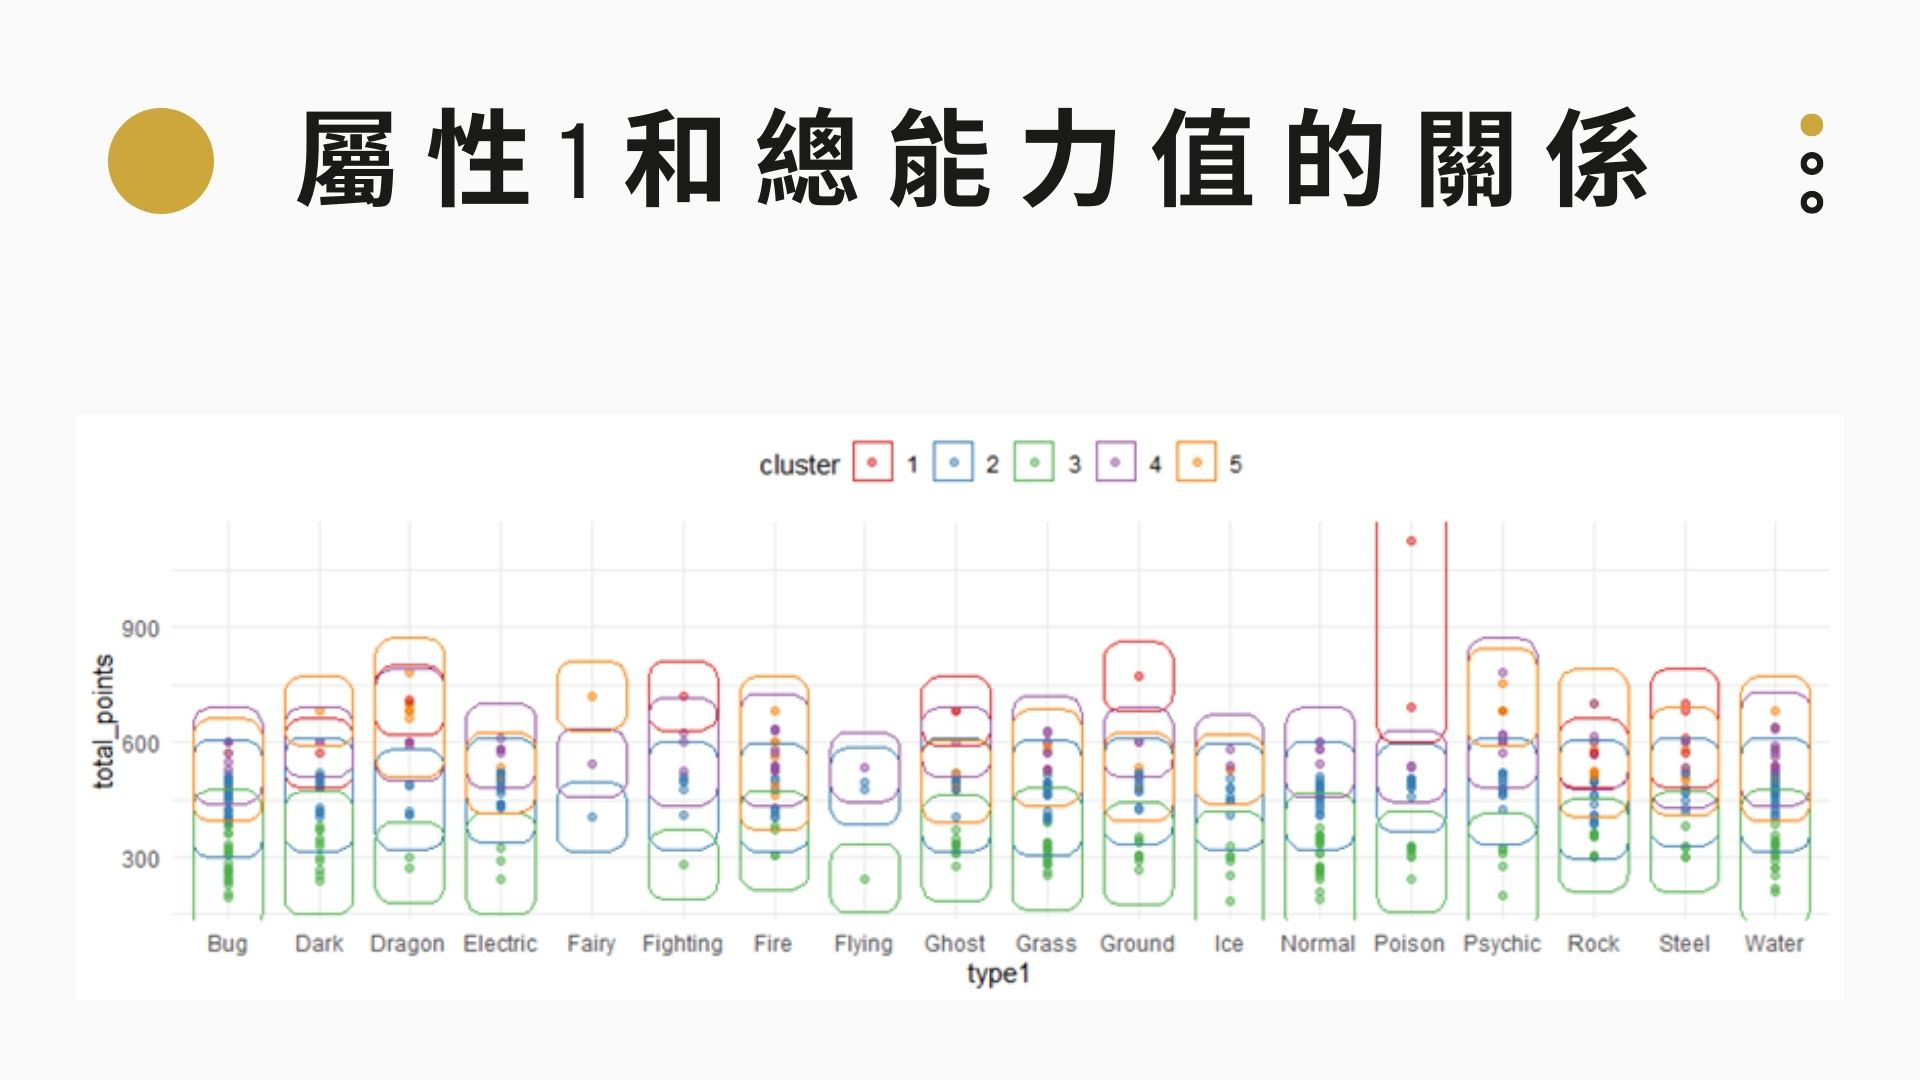 屬性1和總能力值的關係
cluster 1 2 3 4 5
total_points
900
600
300
Bug Dark Dragon Electric Fairy Fighting Fire Flying Ghost Grass Ground Ice Normal Poison Psychic Rock Steel Water
type1